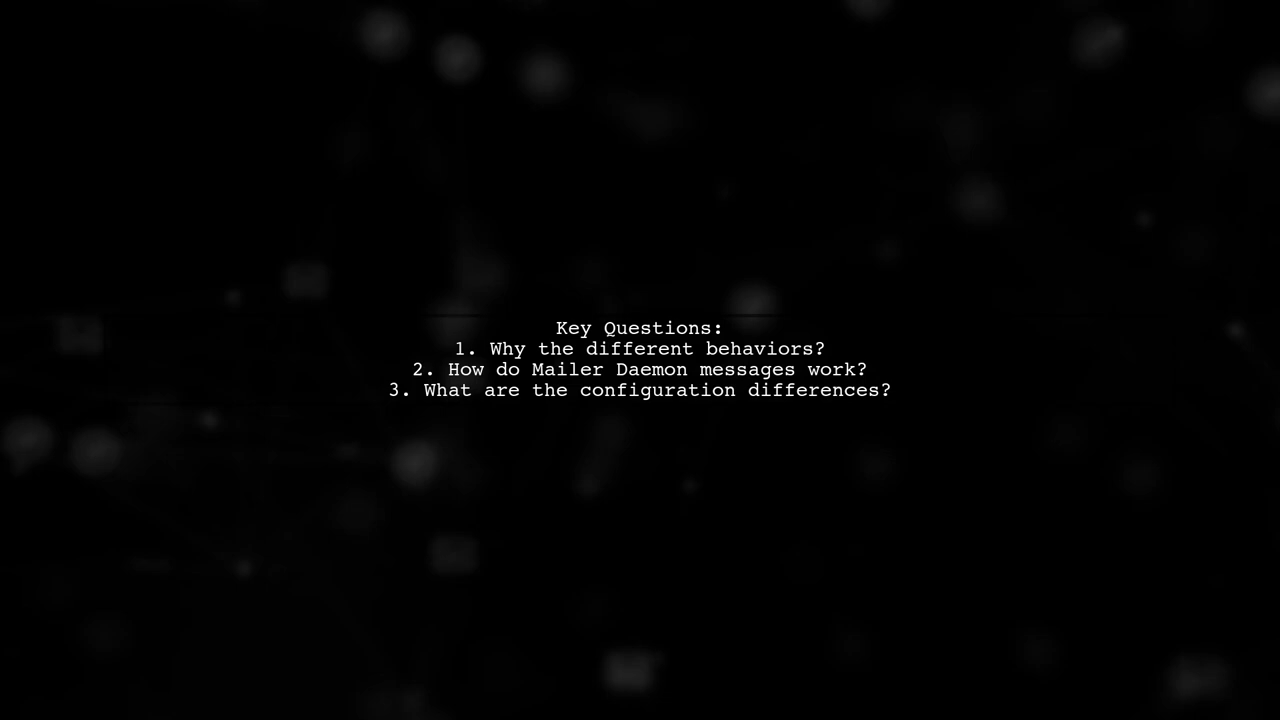 Key Questions:
1. Why the different behaviors?
2. How do Mailer Daemon messages work?
3. What are the configuration differences?